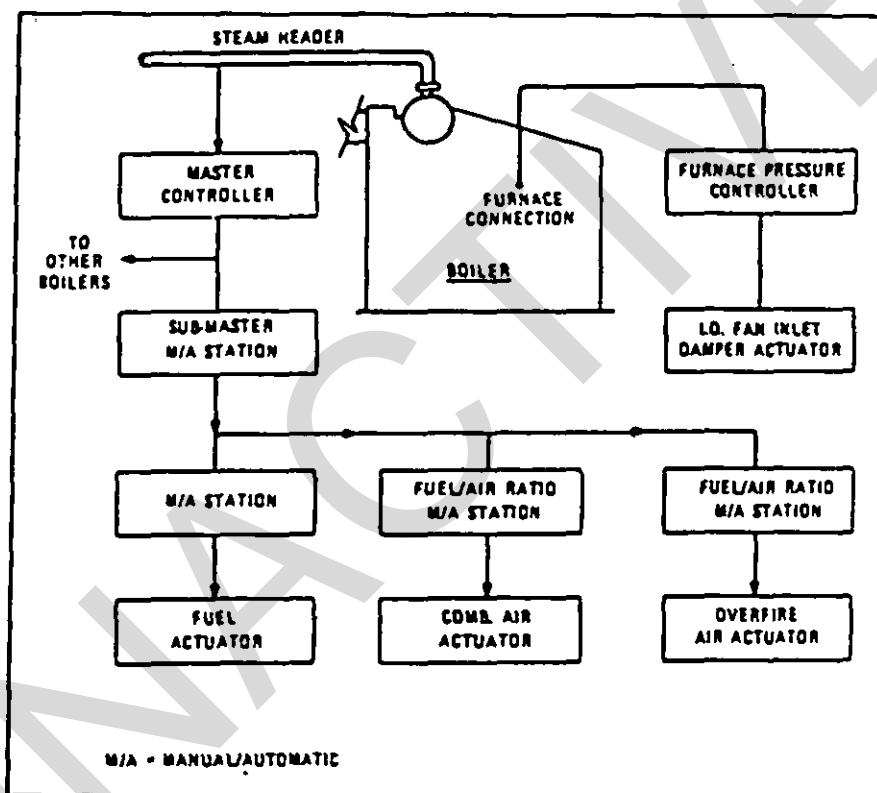 STEAM HEADER
MASTER
CONTROLLER
FURNACE PRESSURE
CONTROLLER
FURNACE
CONNECTION
TO
OTHER
BOILERS
BOILER
SUB-MASTER
M/A STATION
I.D. FAN INLET
DAMPER ACTUATOR
M/A STATION
FUEL/AIR RATIO
M/A STATION
FUEL/AIR RATIO
M/A STATION
FUEL
ACTUATOR
COMB. AIR
ACTUATOR
OVERFIRE
AIR ACTUATOR
M/A = MANUAL/AUTOMATIC
INACTIVE